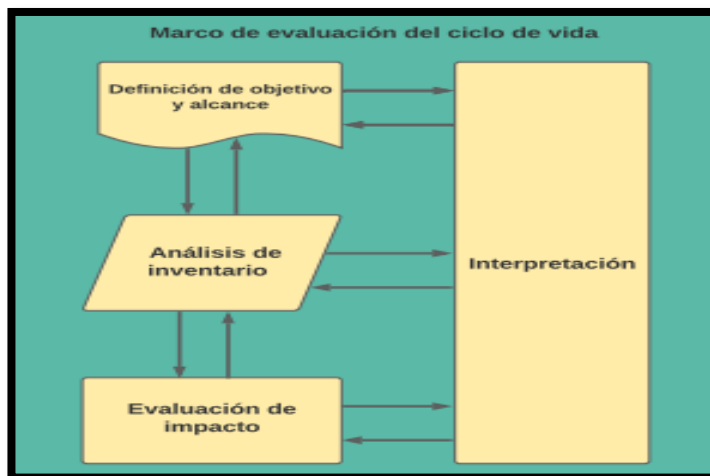 Marco de evaluación del ciclo de vida
Definición de objetivo
y alcance
Análisis de
inventario
Interpretación
Evaluación de
impacto